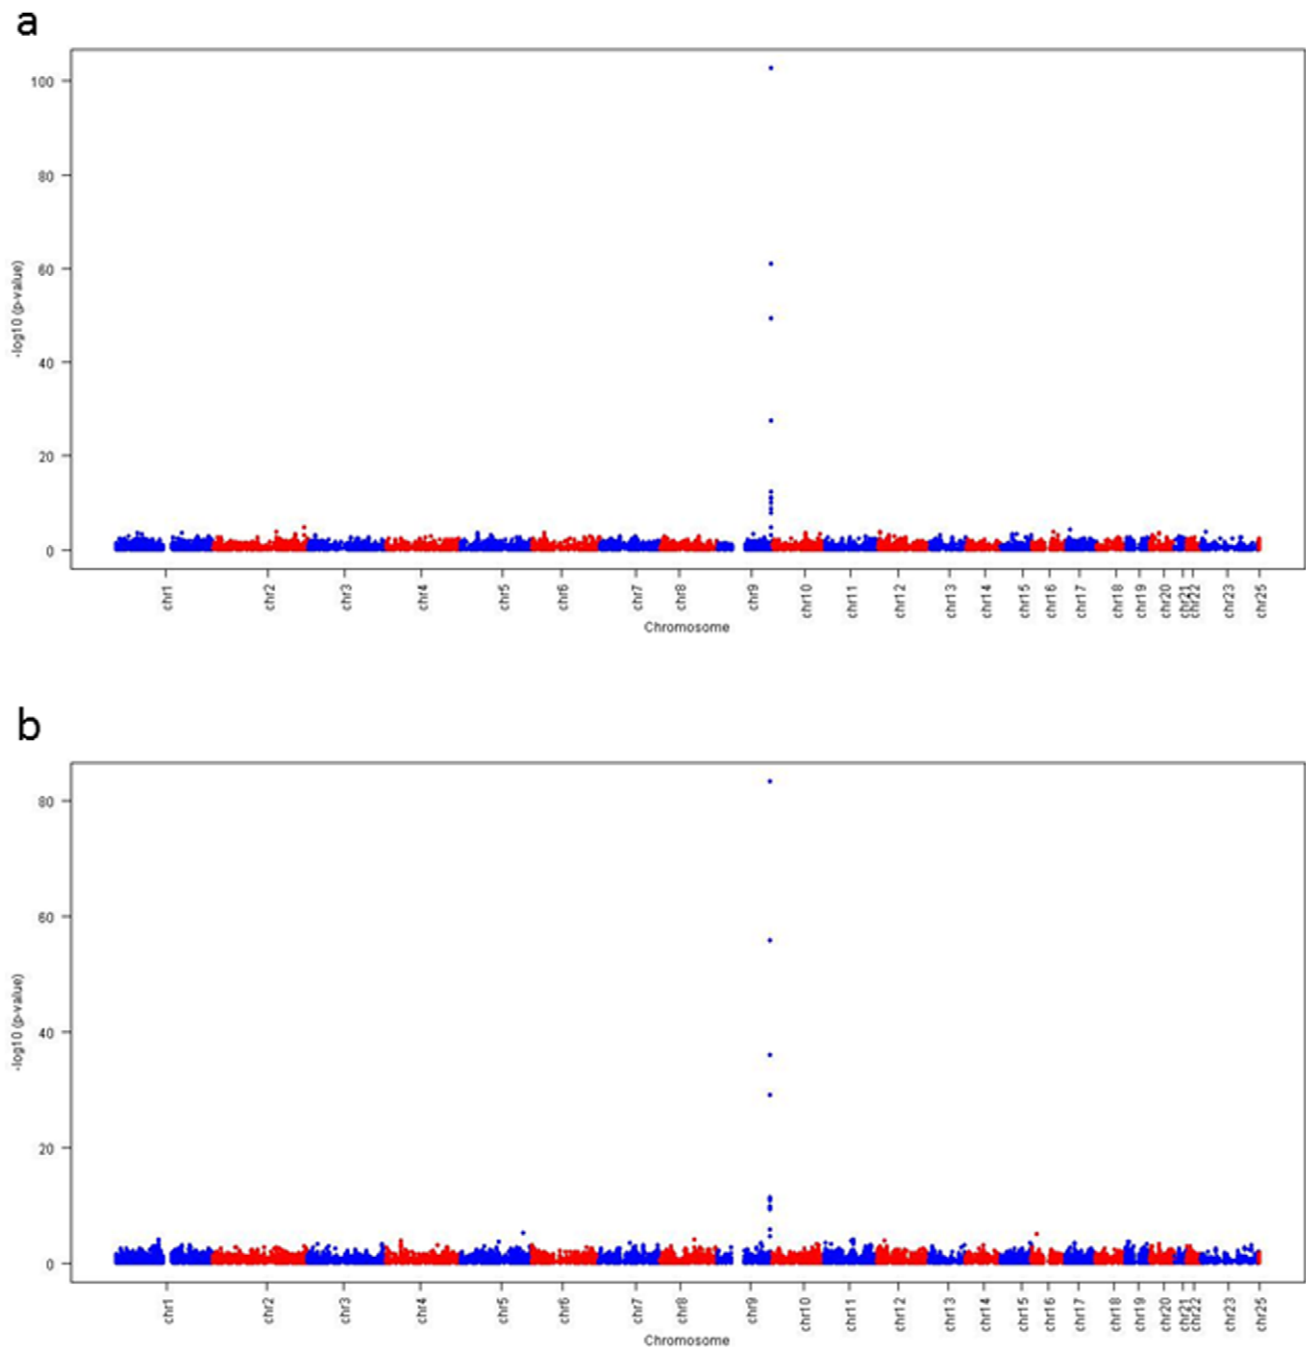 a
100
80
60
40
20
0
-log10 (p-value)
chr1 chr2 chr3 chr4 chr5 chr6 chr7 chr8 chr9 chr10 chr11 chr12 chr13 chr14 chr15 chr16 chr17 chr18 chr19 chr20 chr21 chr22 chr23 chr25
Chromosome
b
80
60
40
20
0
-log10 (p-value)
chr1 chr2 chr3 chr4 chr5 chr6 chr7 chr8 chr9 chr10 chr11 chr12 chr13 chr14 chr15 chr16 chr17 chr18 chr19 chr20 chr21 chr22 chr23 chr25
Chromosome